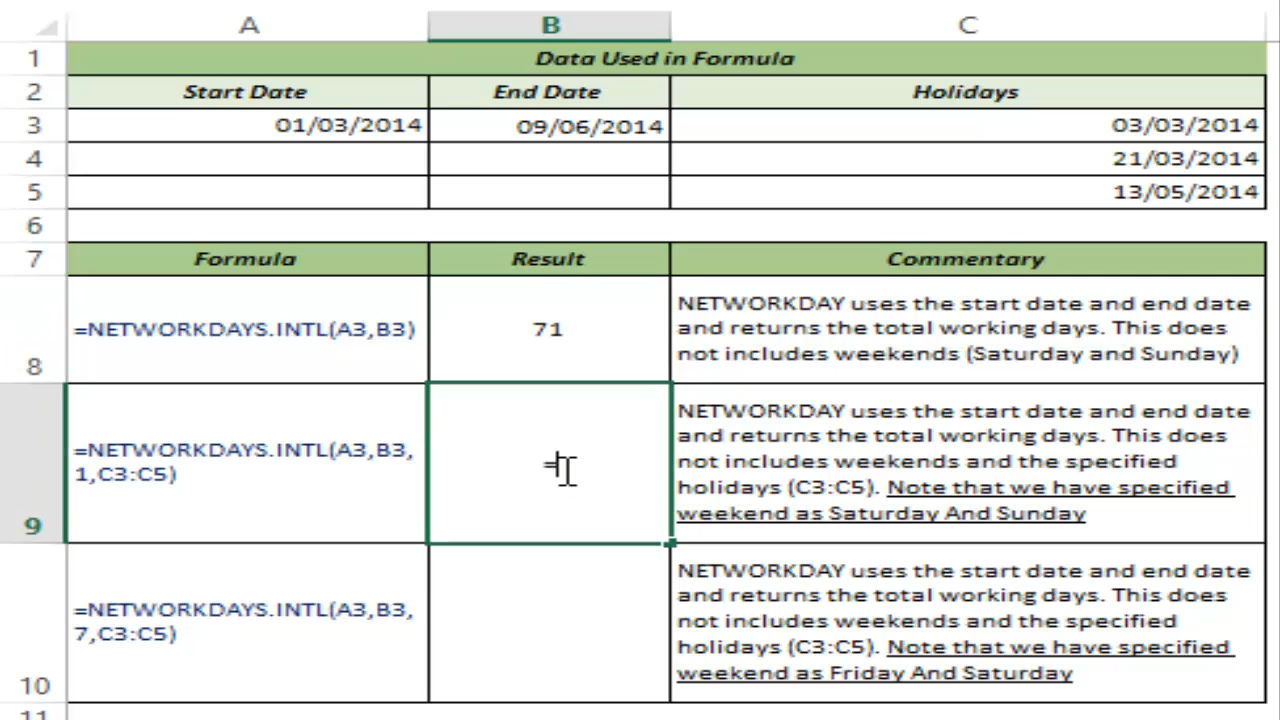 A B C
1 Data Used in Formula
2 Start Date End Date Holidays
3 01/03/2014 09/06/2014 03/03/2014
4 21/03/2014
5 13/05/2014
6
7 Formula Result Commentary
NETWORKDAY uses the start date and end date
=NETWORKDAYS.INTL(A3,B3) 71 and returns the total working days. This does
8 not includes weekends (Saturday and Sunday)
NETWORKDAY uses the start date and end date
and returns the total working days. This does
=NETWORKDAYS.INTL(A3,B3,
1,C3:C5) = not includes weekends and the specified
holidays (C3:C5). Note that we have specified
9 weekend as Saturday And Sunday
NETWORKDAY uses the start date and end date
and returns the total working days. This does
=NETWORKDAYS.INTL(A3,B3,
7,C3:C5) not includes weekends and the specified
holidays (C3:C5). Note that we have specified
10 weekend as Friday And Saturday
11